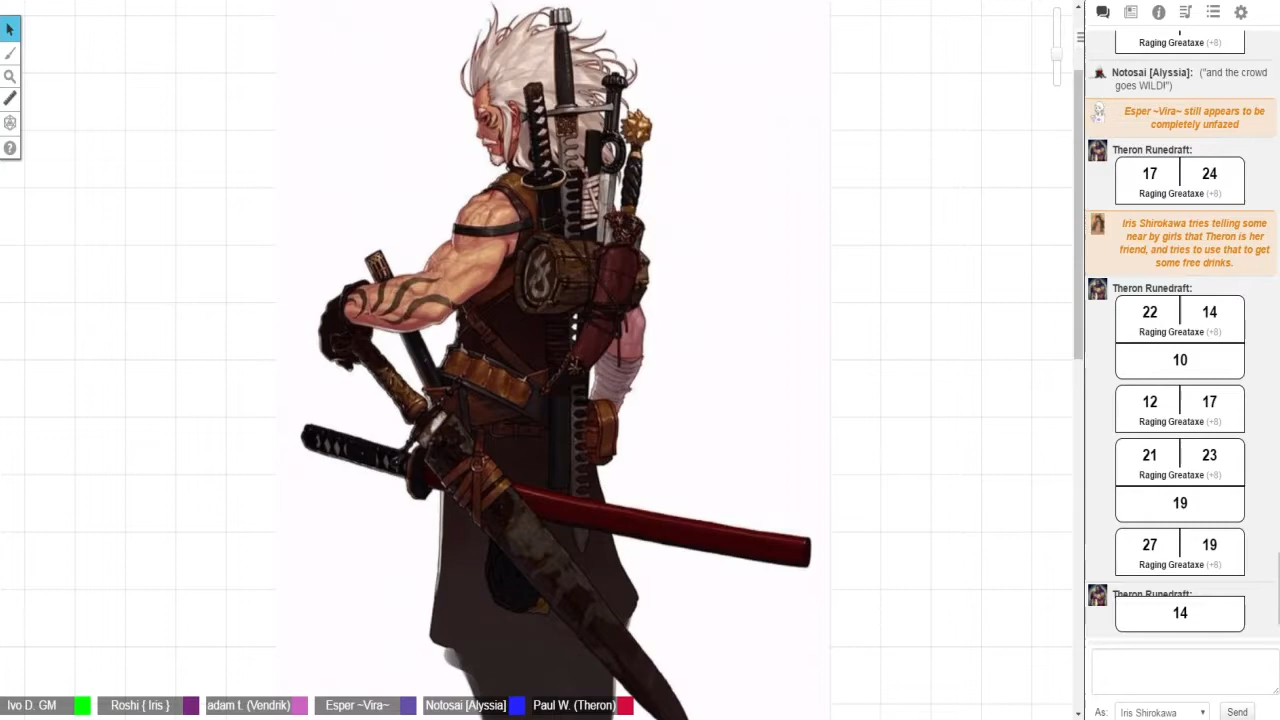 Raging Greataxe (+8)
Notosai [Alyssia]: ("and the crowd
goes WILD!")
Esper ~Vira~ still appears to be
completely unfazed
Theron Runedraft:
17 24
Raging Greataxe (+8)
Iris Shirokawa tries telling some
near by girls that Theron is her
friend, and tries to use that to get
some free drinks.
Theron Runedraft:
22 14
Raging Greataxe (+8)
10
12 17
Raging Greataxe (+8)
21 23
Raging Greataxe (+8)
19
27 19
Raging Greataxe (+8)
Theron Runedraft:
14
As: Iris Shirokawa Send
Ivo D. GM Roshi { Iris } adam t. (Vendrik) Esper ~Vira~ Notosai [Alyssia] Paul W. (Theron)